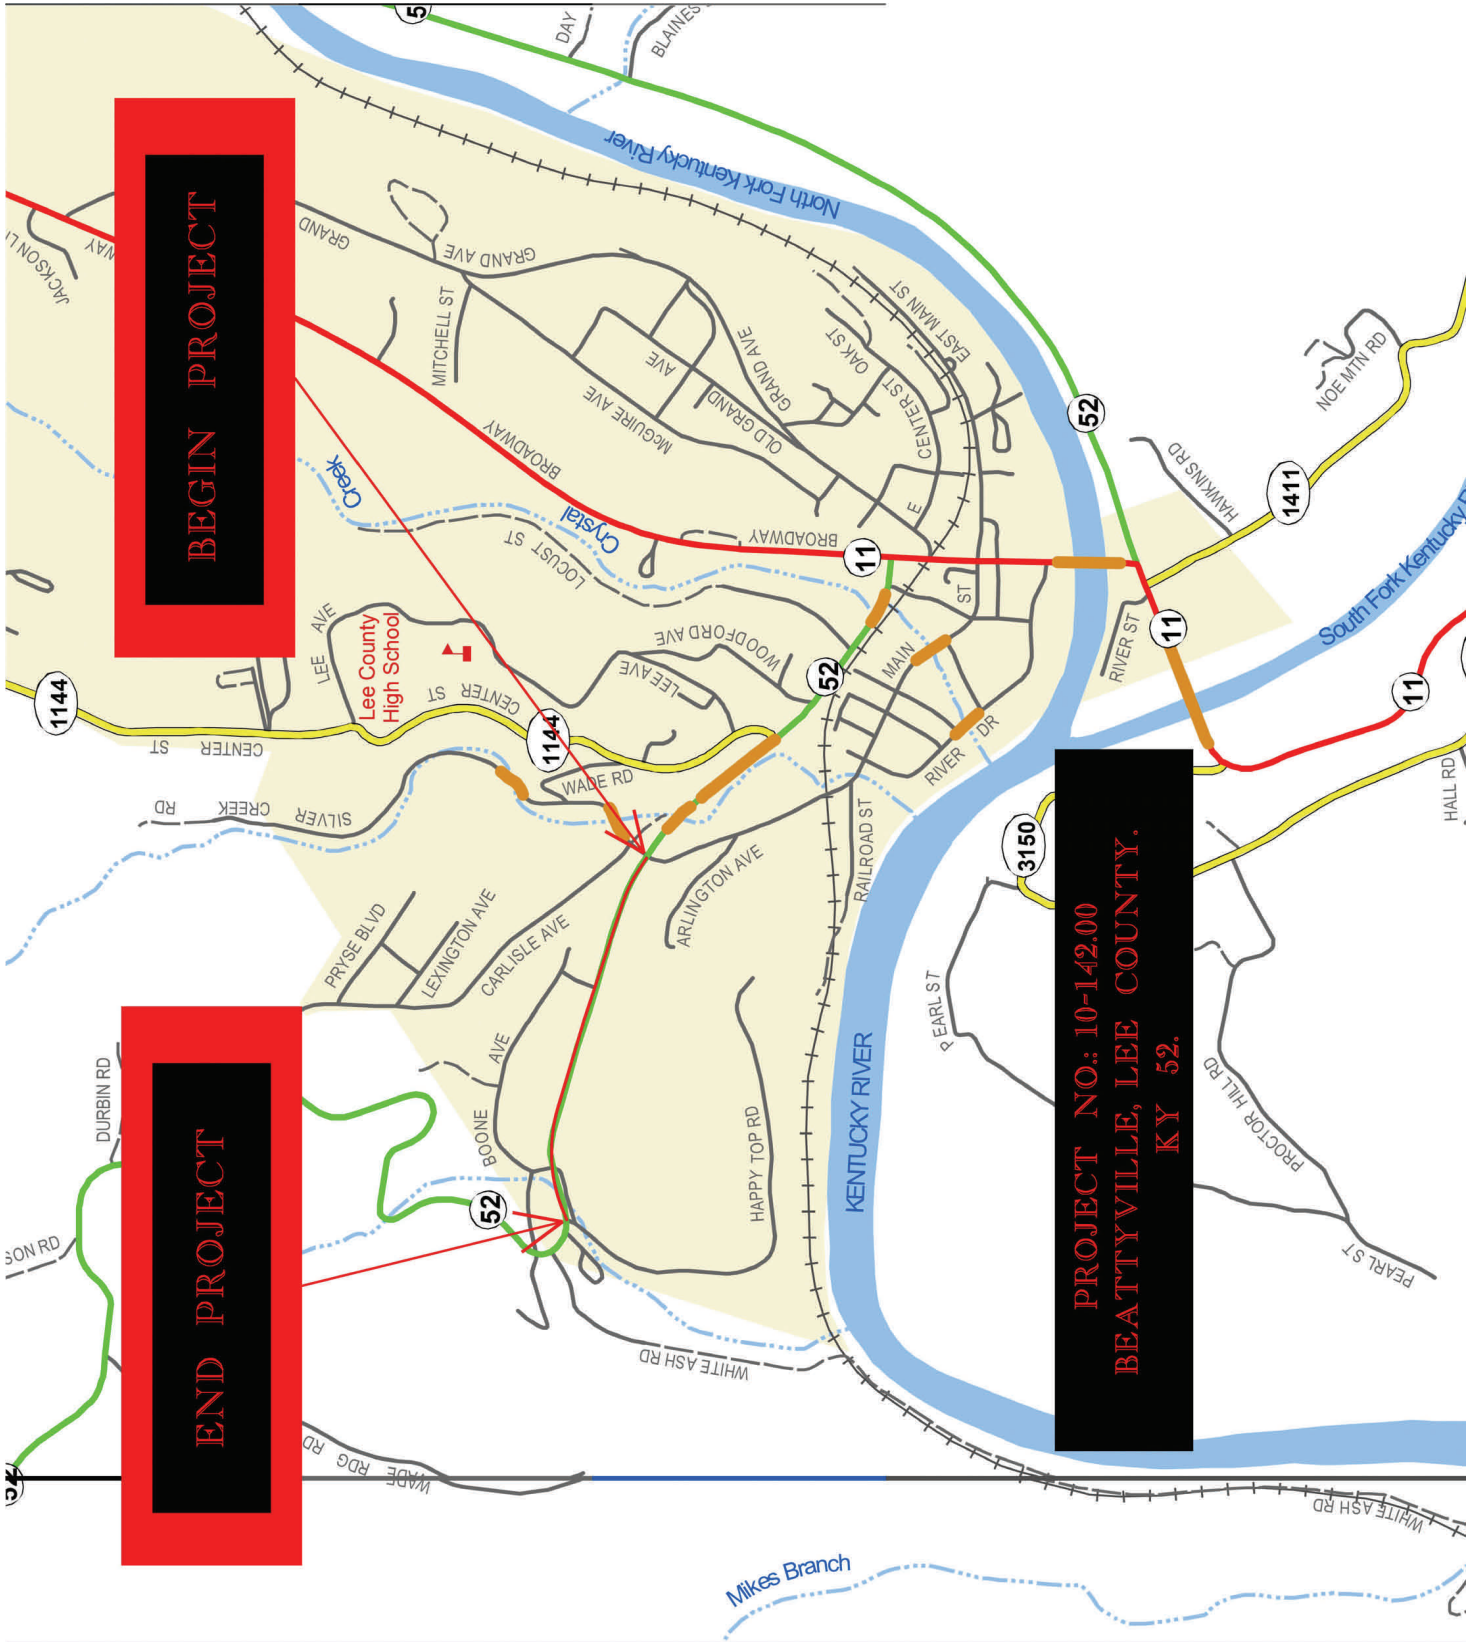 BEGIN PROJECT
END PROJECT
PROJECT NO.: 10-142.00
BEATTYVILLE, LEE COUNTY.
KY 52.
DAY
JACKSON
GRAND
GRAND AVE
MITCHELL ST
North Fork Kentucky River
EAST MAIN ST
OAK ST
AVE
GRAND AVE
McGUIRE AVE
OLD GRAND
CENTER ST
E
BROADWAY
BROADWAY
Creek
Crystal
LOCUST ST
11
52
NOE MTN RD
HAWKINS RD
1411
South Fork Kentucky
11
RIVER ST
11
ST
MAIN
WOODFORD AVE
LEE AVE
52
LEE AVE
Lee County
High School
CENTER ST
1144
CENTER ST
1144
WADE RD
SILVER CREEK RD
RIVER DR
RAILROAD ST
ARLINGTON AVE
HALL RD
3150
PRYSE BLVD
LEXINGTON AVE
CARLISLE AVE
PEARL ST
KENTUCKY RIVER
BOONE AVE
DURBIN RD
HAPPY TOP RD
PROCTOR HILL RD
PEARL ST
52
SON RD
WHITE ASH RD
WADE RDG RD
52
WHITE ASH RD
Mikes Branch